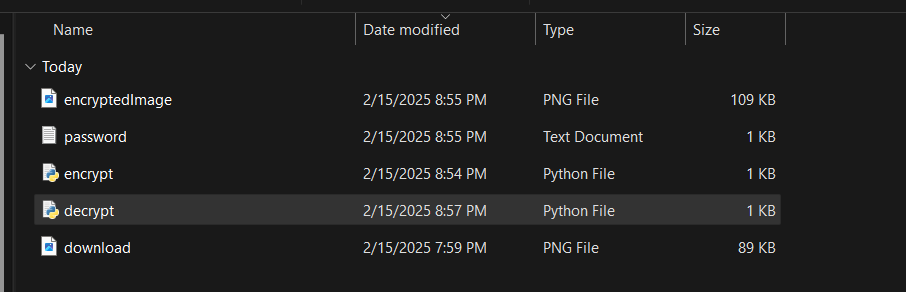 Name Date modified Type Size
Today
encryptedImage 2/15/2025 8:55 PM PNG File 109 KB
password 2/15/2025 8:55 PM Text Document 1 KB
encrypt 2/15/2025 8:54 PM Python File 1 KB
decrypt 2/15/2025 8:57 PM Python File 1 KB
download 2/15/2025 7:59 PM PNG File 89 KB